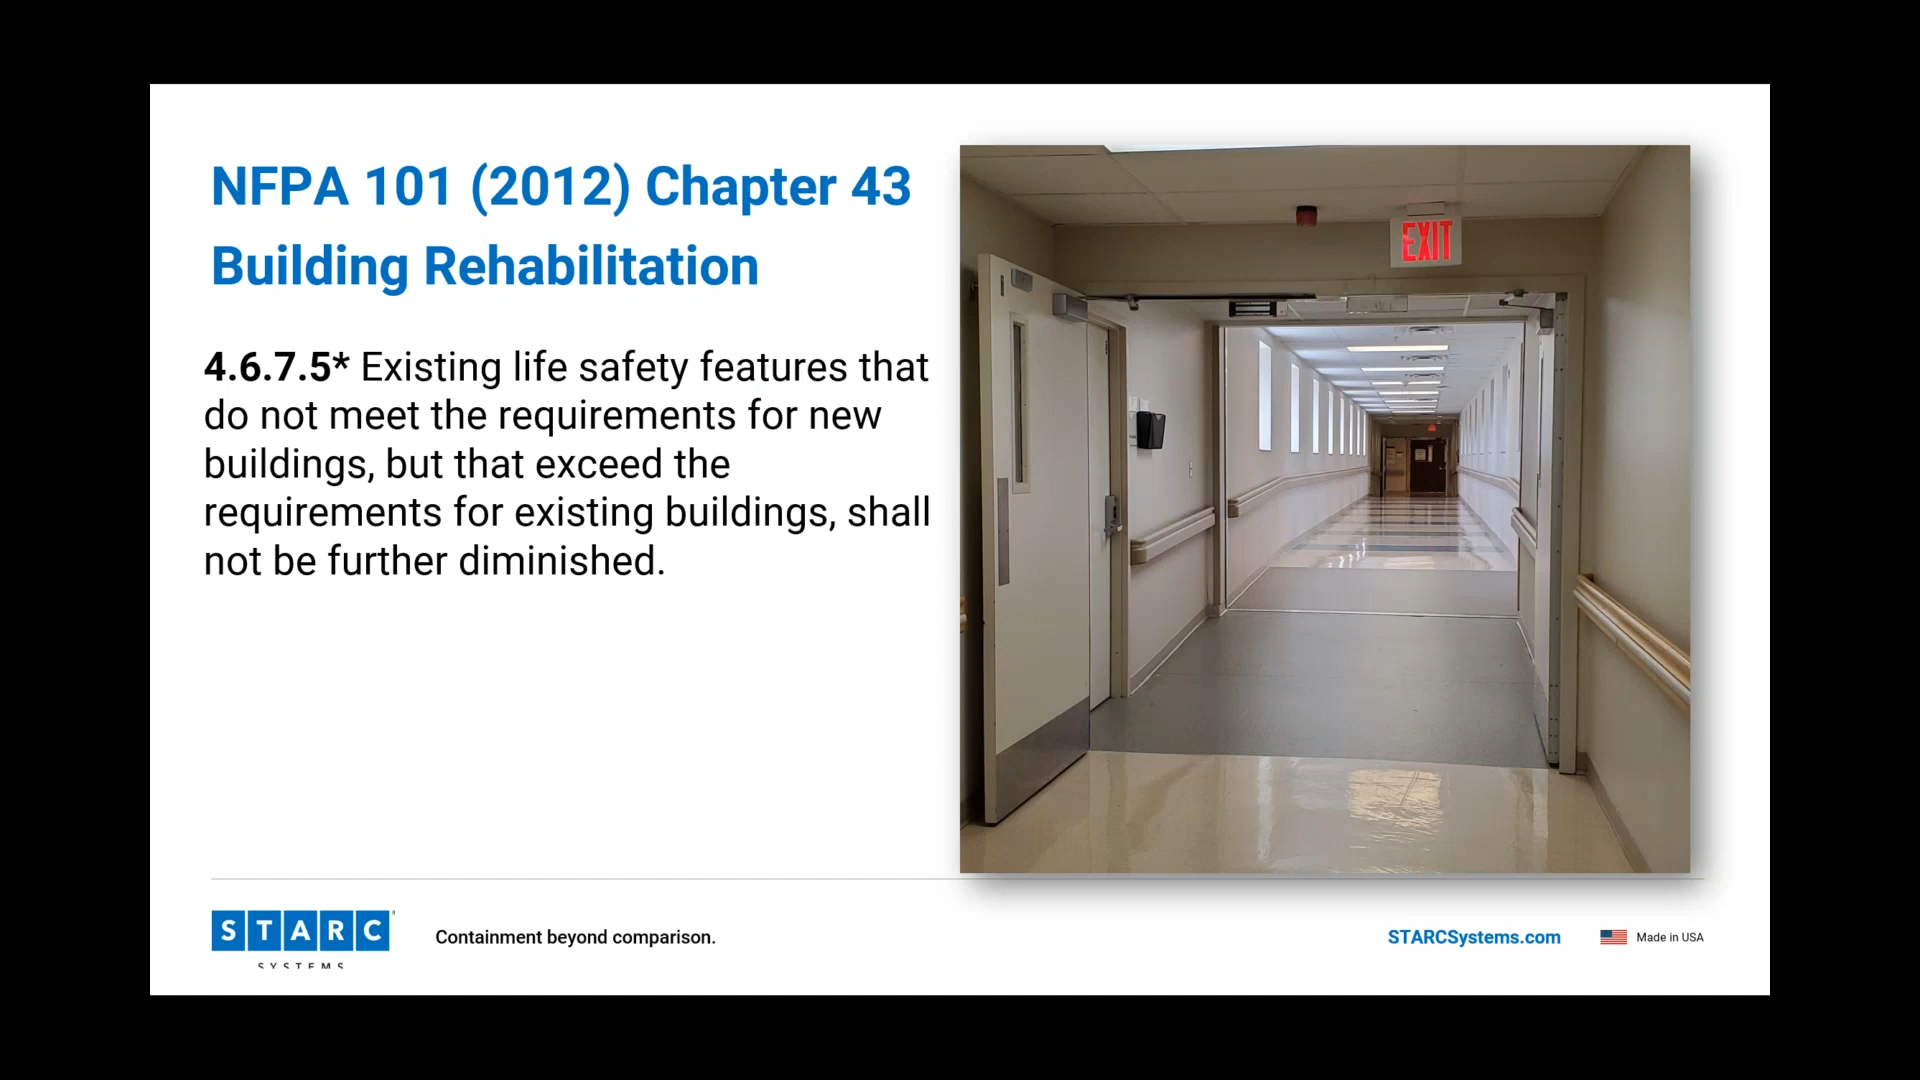 NFPA 101 (2012) Chapter 43
Building Rehabilitation
4.6.7.5* Existing life safety features that
do not meet the requirements for new
buildings, but that exceed the
requirements for existing buildings, shall
not be further diminished.
EXIT
STARC
SYSTEMS
Containment beyond comparison.
STARCSystems.com
Made in USA